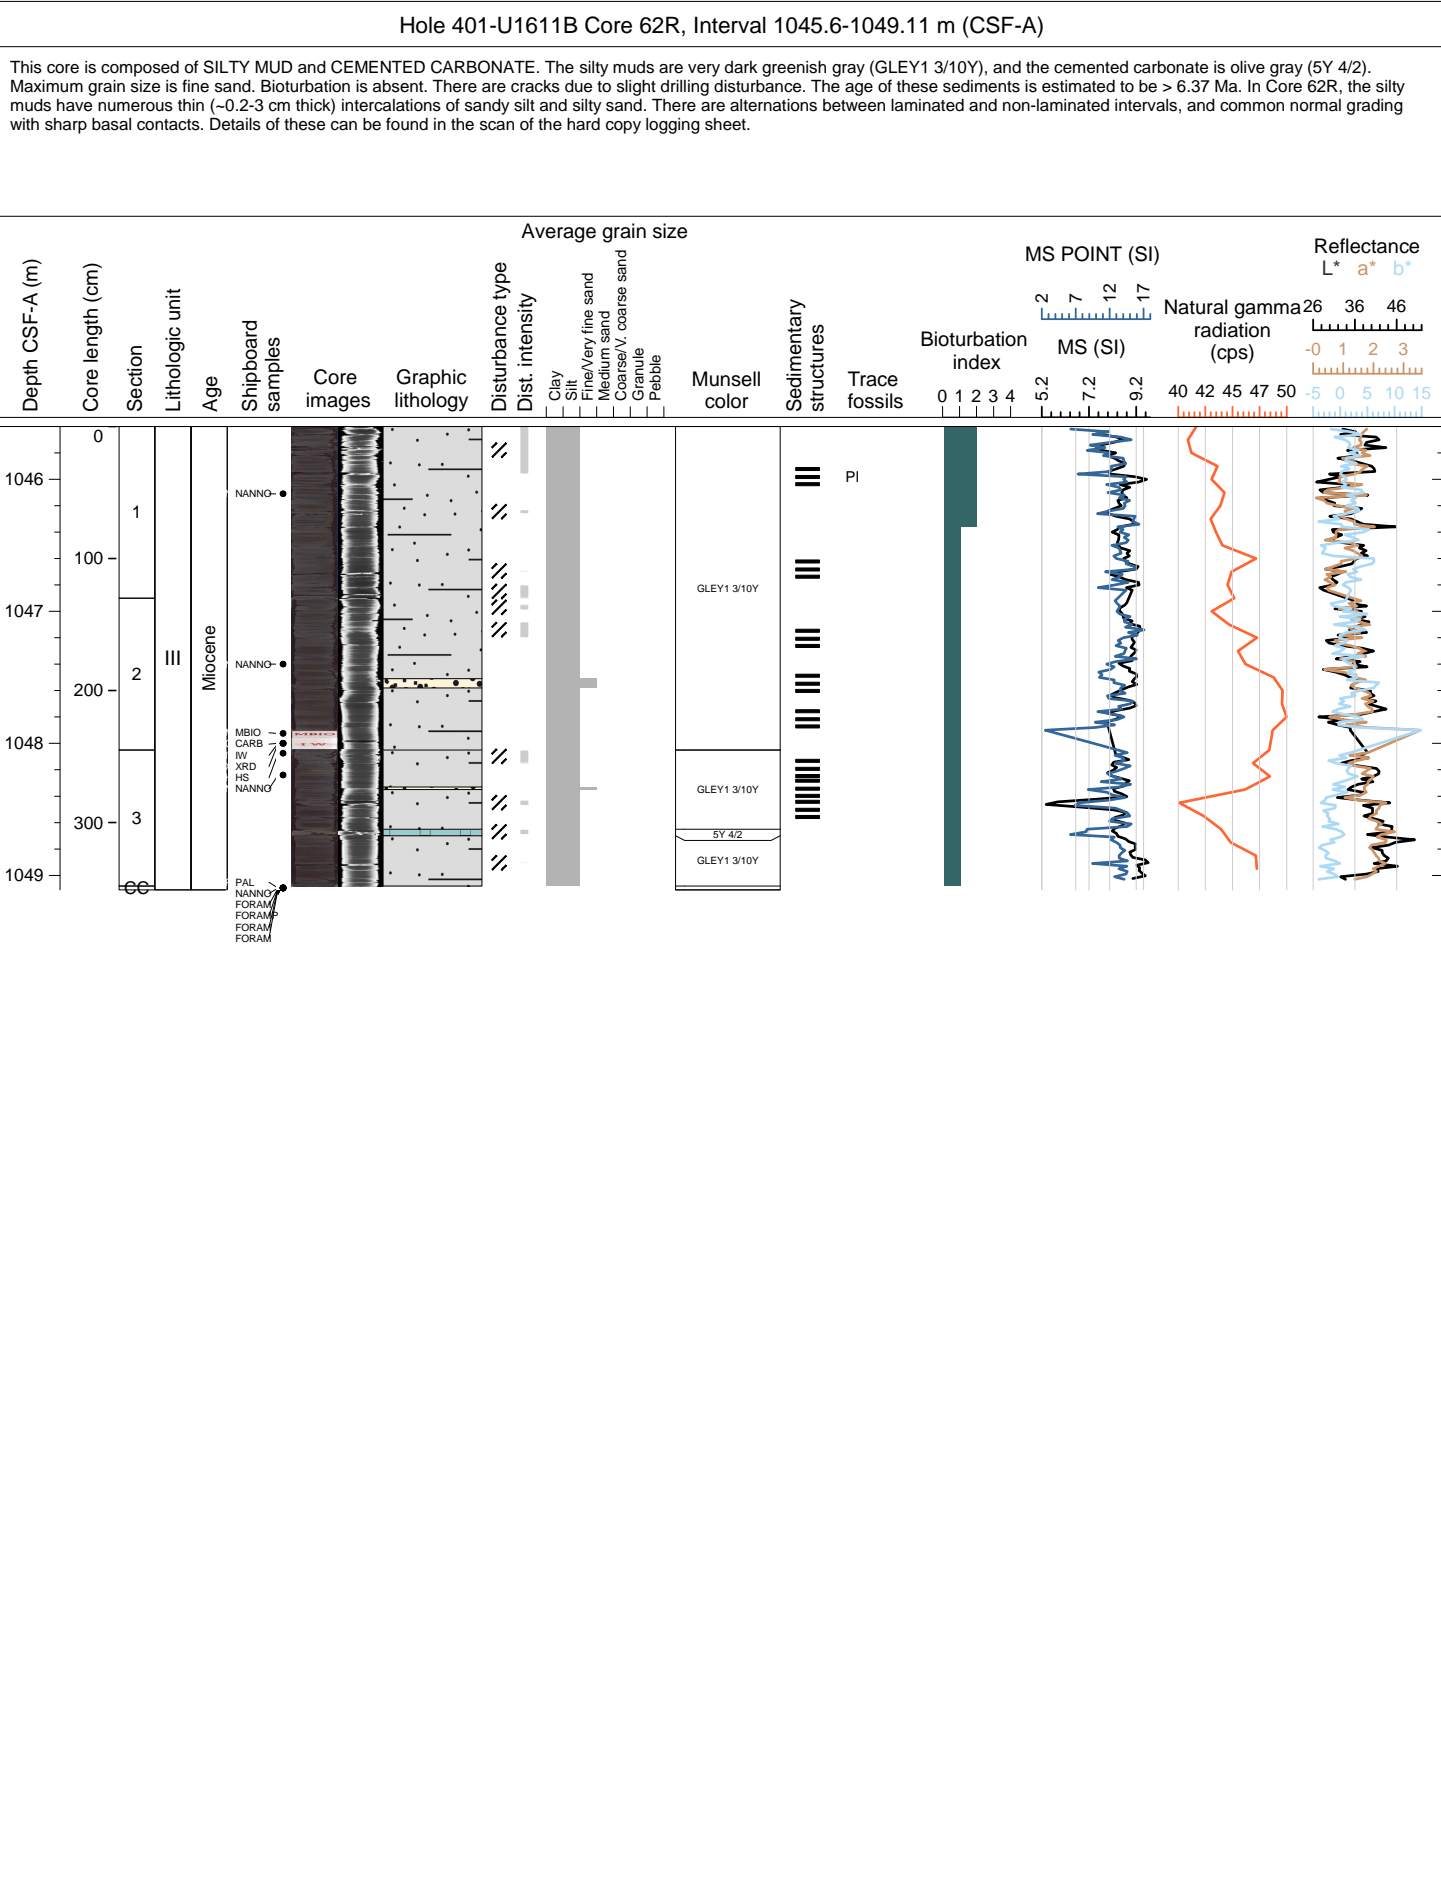 Hole 401-U1611B Core 62R, Interval 1045.6-1049.11 m (CSF-A)
This core is composed of SILTY MUD and CEMENTED CARBONATE. The silty muds are very dark greenish gray (GLEY1 3/10Y), and the cemented carbonate is olive gray (5Y 4/2).
Maximum grain size is fine sand. Bioturbation is absent. There are cracks due to slight drilling disturbance. The age of these sediments is estimated to be > 6.37 Ma. In Core 62R, the silty
muds have numerous thin (~0.2-3 cm thick) intercalations of sandy silt and silty sand. There are alternations between laminated and non-laminated intervals, and common normal grading
with sharp basal contacts. Details of these can be found in the scan of the hard copy logging sheet.
Depth CSF-A (m)
Core length (cm)
Section
Lithologic unit
Age
Shipboard
samples
Core
images
Graphic
lithology
Disturbance type
Dist. intensity
Average grain size
Clay
Silt
Fine/Very fine sand
Medium sand
Coarse/V. coarse sand
Granule
Pebble
Munsell
color
Sedimentary
structures
Trace
fossils
Bioturbation
index
0 1 2 3 4
MS POINT (SI)
2 7 12 17
MS (SI)
5.2 7.2 9.2
Natural gamma
radiation
(cps)
40 42 45 47 50
Reflectance
L* a* b*
26 36 46
-0 1 2 3
-5 0 5 10 15
1046
1047
1048
1049
0
100
200
300
1
2
3
CC
III
Miocene
NANNO
NANNO
MBIO
CARB
IW
XRD
HS
NANNO
PAL
NANNO
FORAM
FORAMP
FORAM
FORAM
MBIO
IW
GLEY1 3/10Y
GLEY1 3/10Y
5Y 4/2
GLEY1 3/10Y
Pl